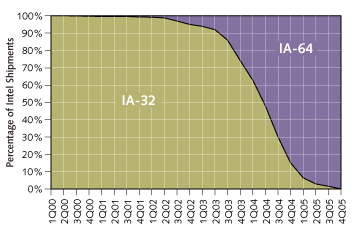 Percentage of Intel Shipments
100%
90%
80%
70%
60%
50%
40%
30%
20%
10%
0%
IA-64
IA-32
1Q00
2Q00
3Q00
4Q00
1Q01
2Q01
3Q01
4Q01
1Q02
2Q02
3Q02
4Q02
1Q03
2Q03
3Q03
4Q03
1Q04
2Q04
3Q04
4Q04
1Q05
2Q05
3Q05
4Q05